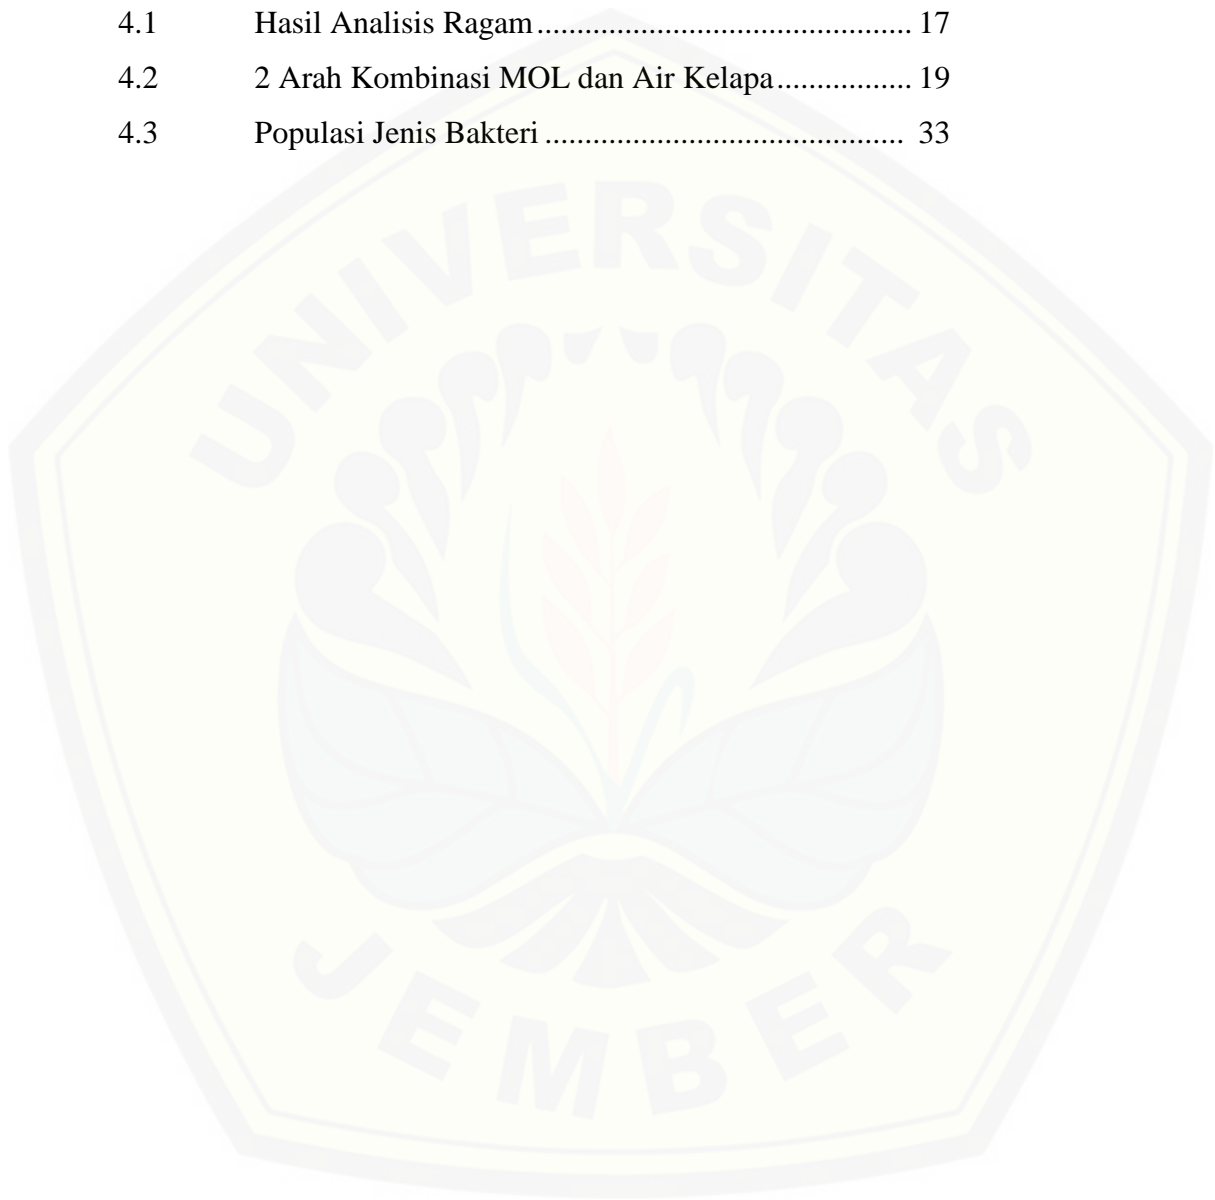 4.1 Hasil Analisis Ragam ............................................... 17
4.2 2 Arah Kombinasi MOL dan Air Kelapa ................. 19
4.3 Populasi Jenis Bakteri ............................................. 33
UNIVERSITAS
JEMBER